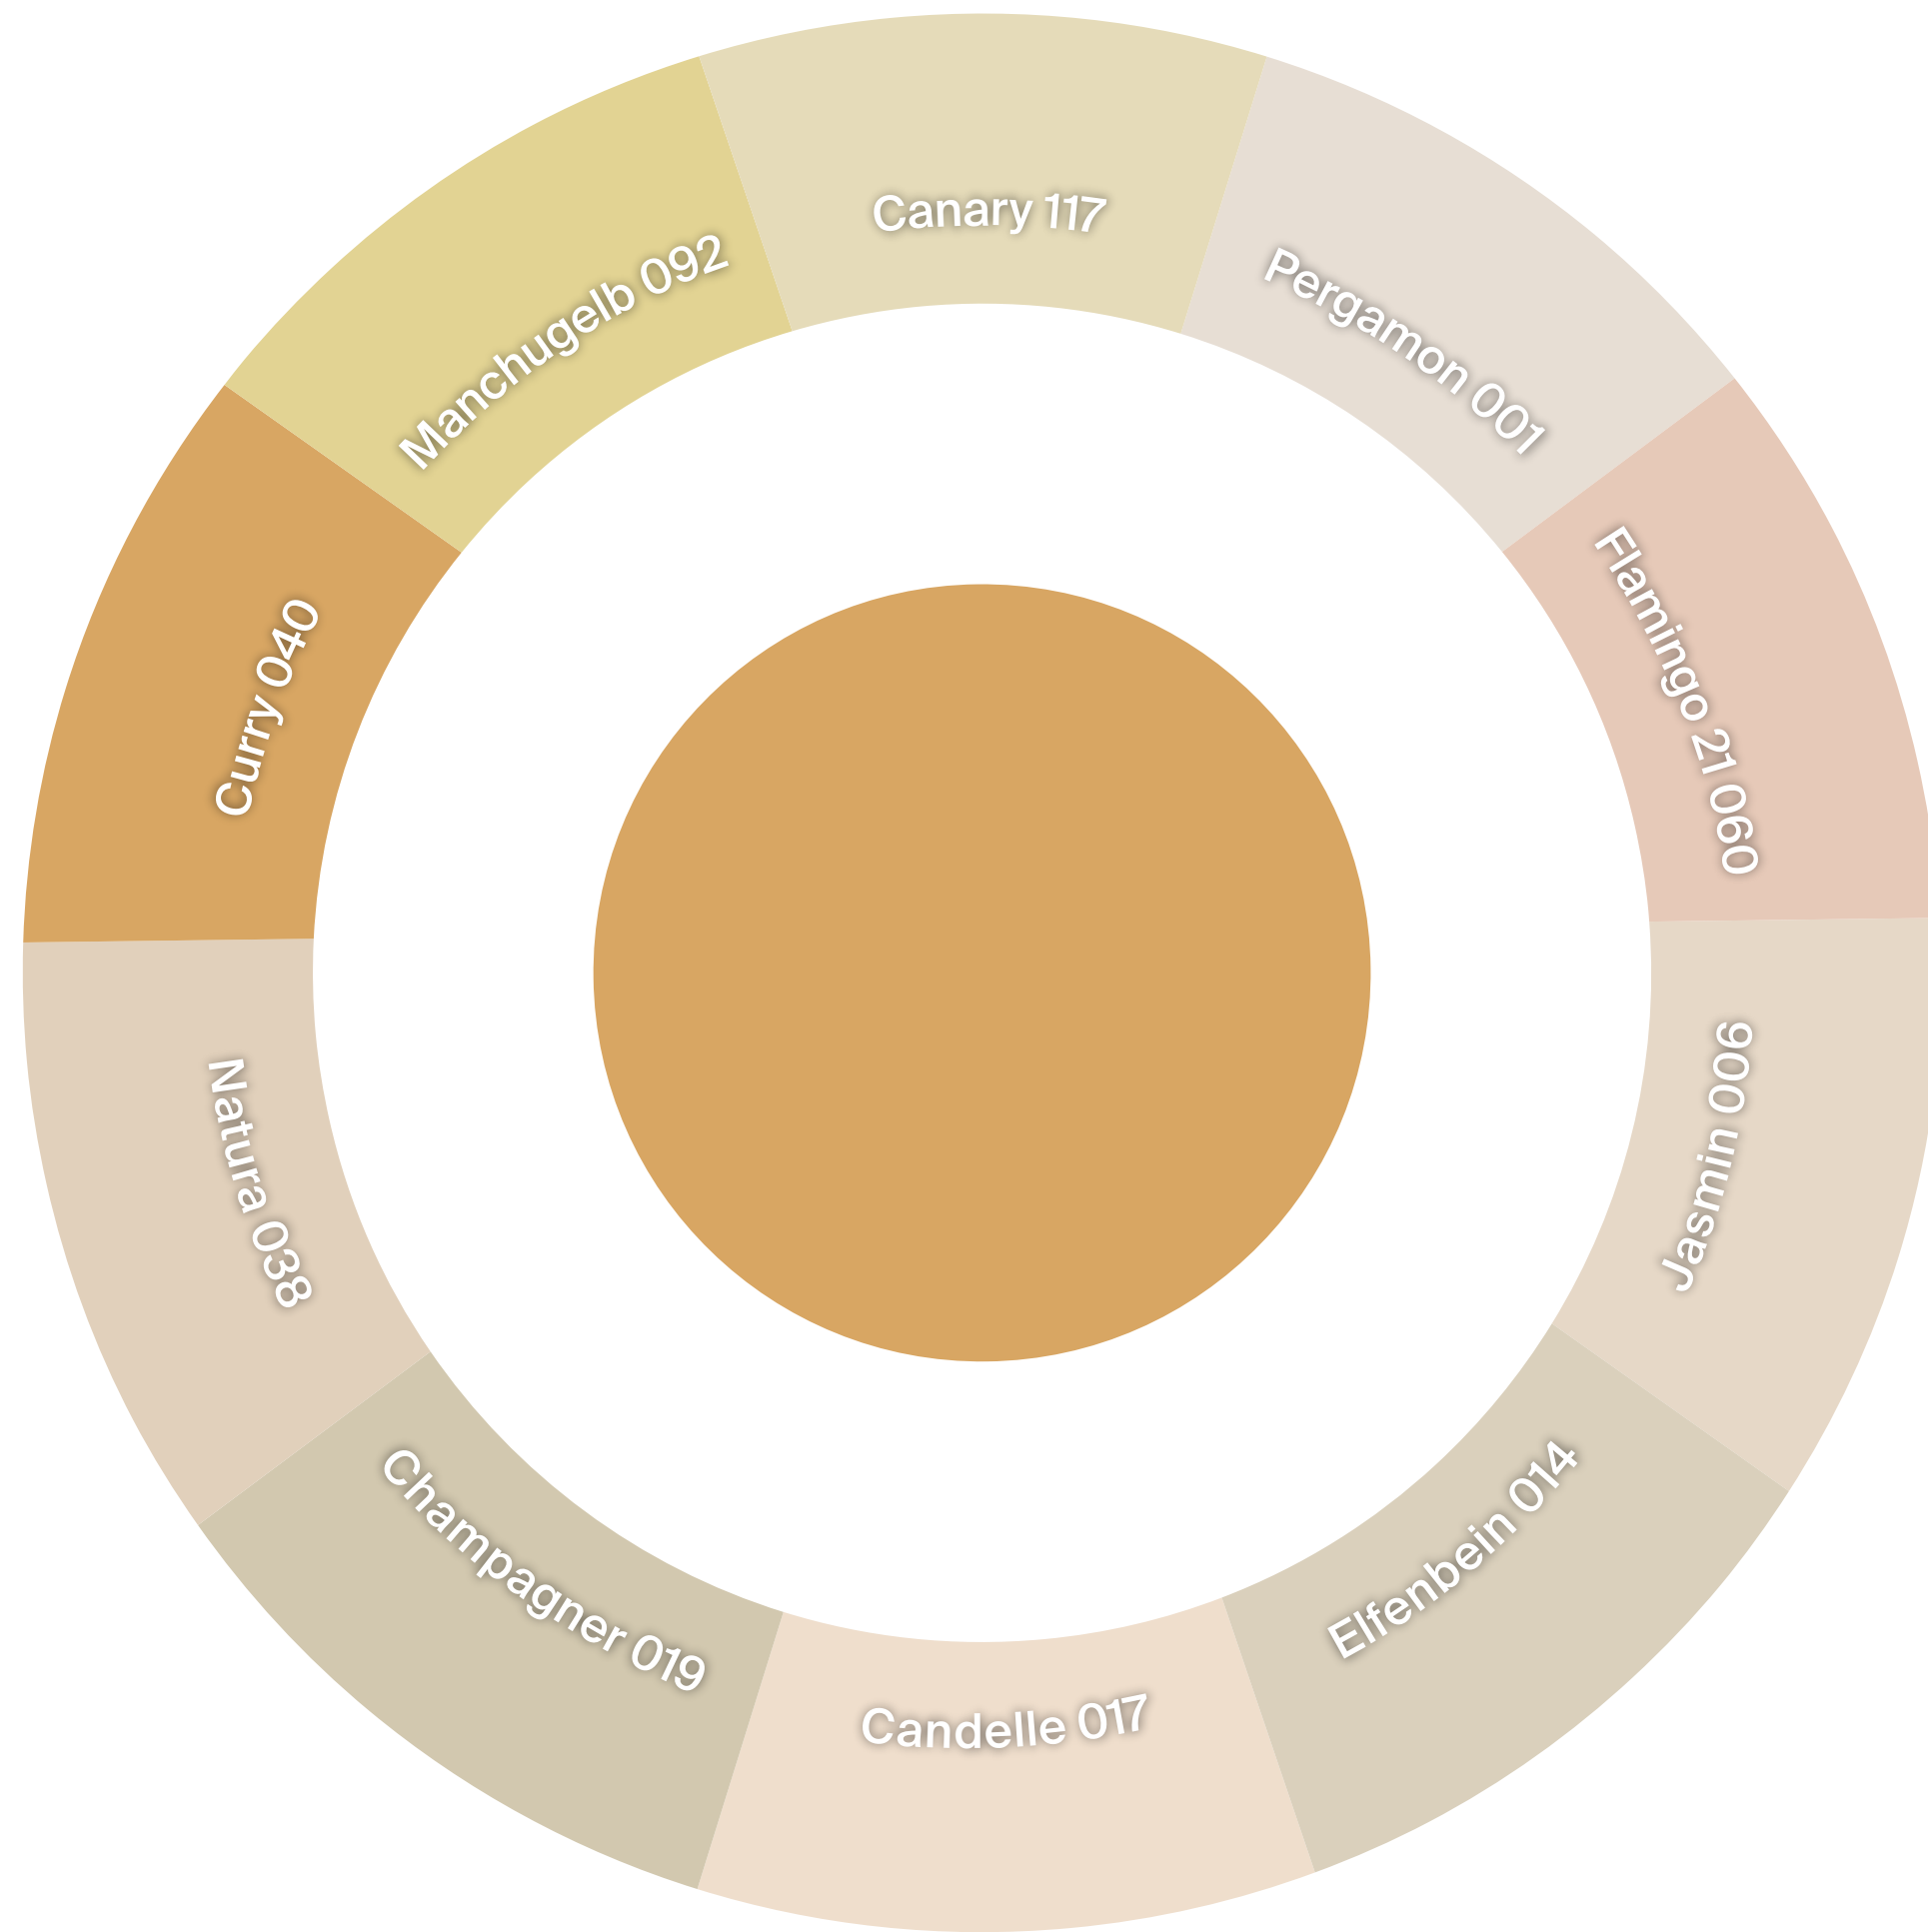 Canary 117
Pergamon 001
Flamingo 21 060
Jasmin 006
Elfenbein 014
Candelle 017
Champagner 019
Natura 038
Curry 040
Manchugelb 092